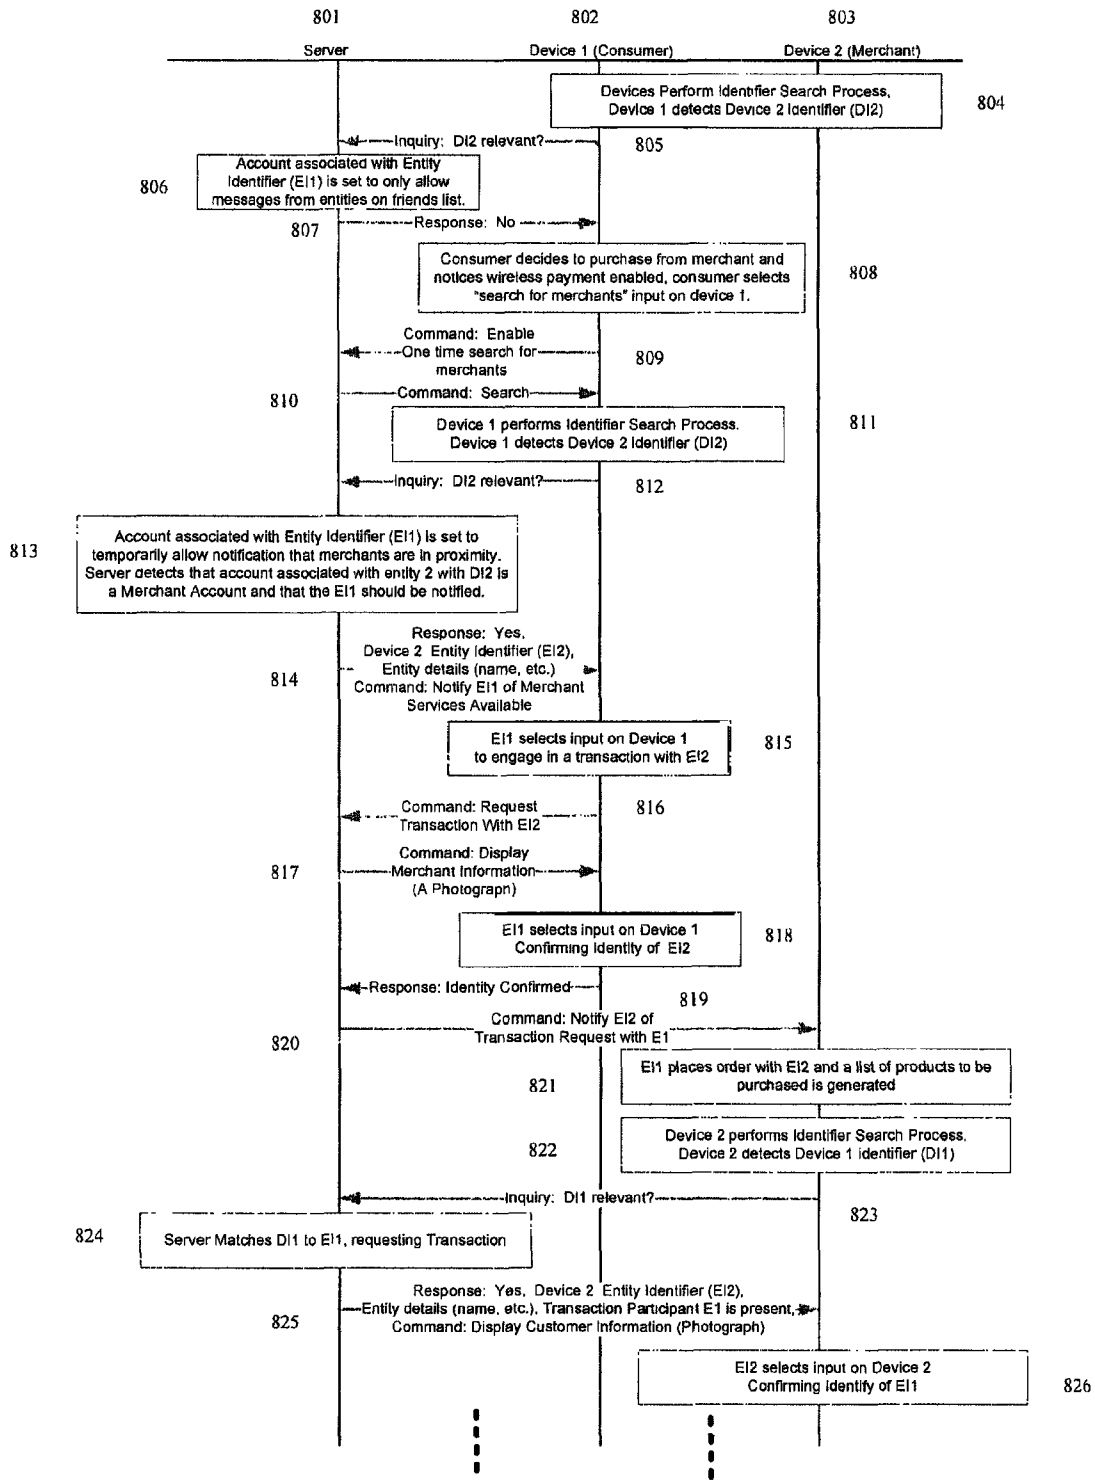 801
802
803
Server
Device 1 (Consumer)
Device 2 (Merchant)
Devices Perform Identifier Search Process,
Device 1 detects Device 2 Identifier (DI2)
804
Inquiry: DI2 relevant?
805
Account associated with Entity
Identifier (EI1) is set to only allow
messages from entities on friends list.
806
Response: No
807
Consumer decides to purchase from merchant and
notices wireless payment enabled, consumer selects
"search for merchants" input on device 1.
808
Command: Enable
One time search for
merchants
809
Command: Search
810
Device 1 performs Identifier Search Process.
Device 1 detects Device 2 Identifier (DI2)
811
Inquiry: DI2 relevant?
812
Account associated with Entity Identifier (EI1) is set to
temporarily allow notification that merchants are in proximity.
Server detects that account associated with entity 2 with DI2 is
a Merchant Account and that the EI1 should be notified.
813
Response: Yes,
Device 2 Entity Identifier (EI2),
Entity details (name, etc.)
Command: Notify EI1 of Merchant
Services Available
814
EI1 selects input on Device 1
to engage in a transaction with EI2
815
Command: Request
Transaction With EI2
816
Command: Display
Merchant Information
(A Photograph)
817
EI1 selects input on Device 1
Confirming Identity of EI2
818
Response: Identity Confirmed
819
Command: Notify EI2 of
Transaction Request with E1
820
EI1 places order with EI2 and a list of products to be
purchased is generated
821
Device 2 performs Identifier Search Process,
Device 2 detects Device 1 identifier (DI1)
822
Inquiry: DI1 relevant?
823
Server Matches DI1 to EI1, requesting Transaction
824
Response: Yes, Device 2 Entity Identifier (EI2),
Entity details (name, etc.), Transaction Participant E1 is present,
Command: Display Customer Information (Photograph)
825
EI2 selects input on Device 2
Confirming Identify of EI1
826